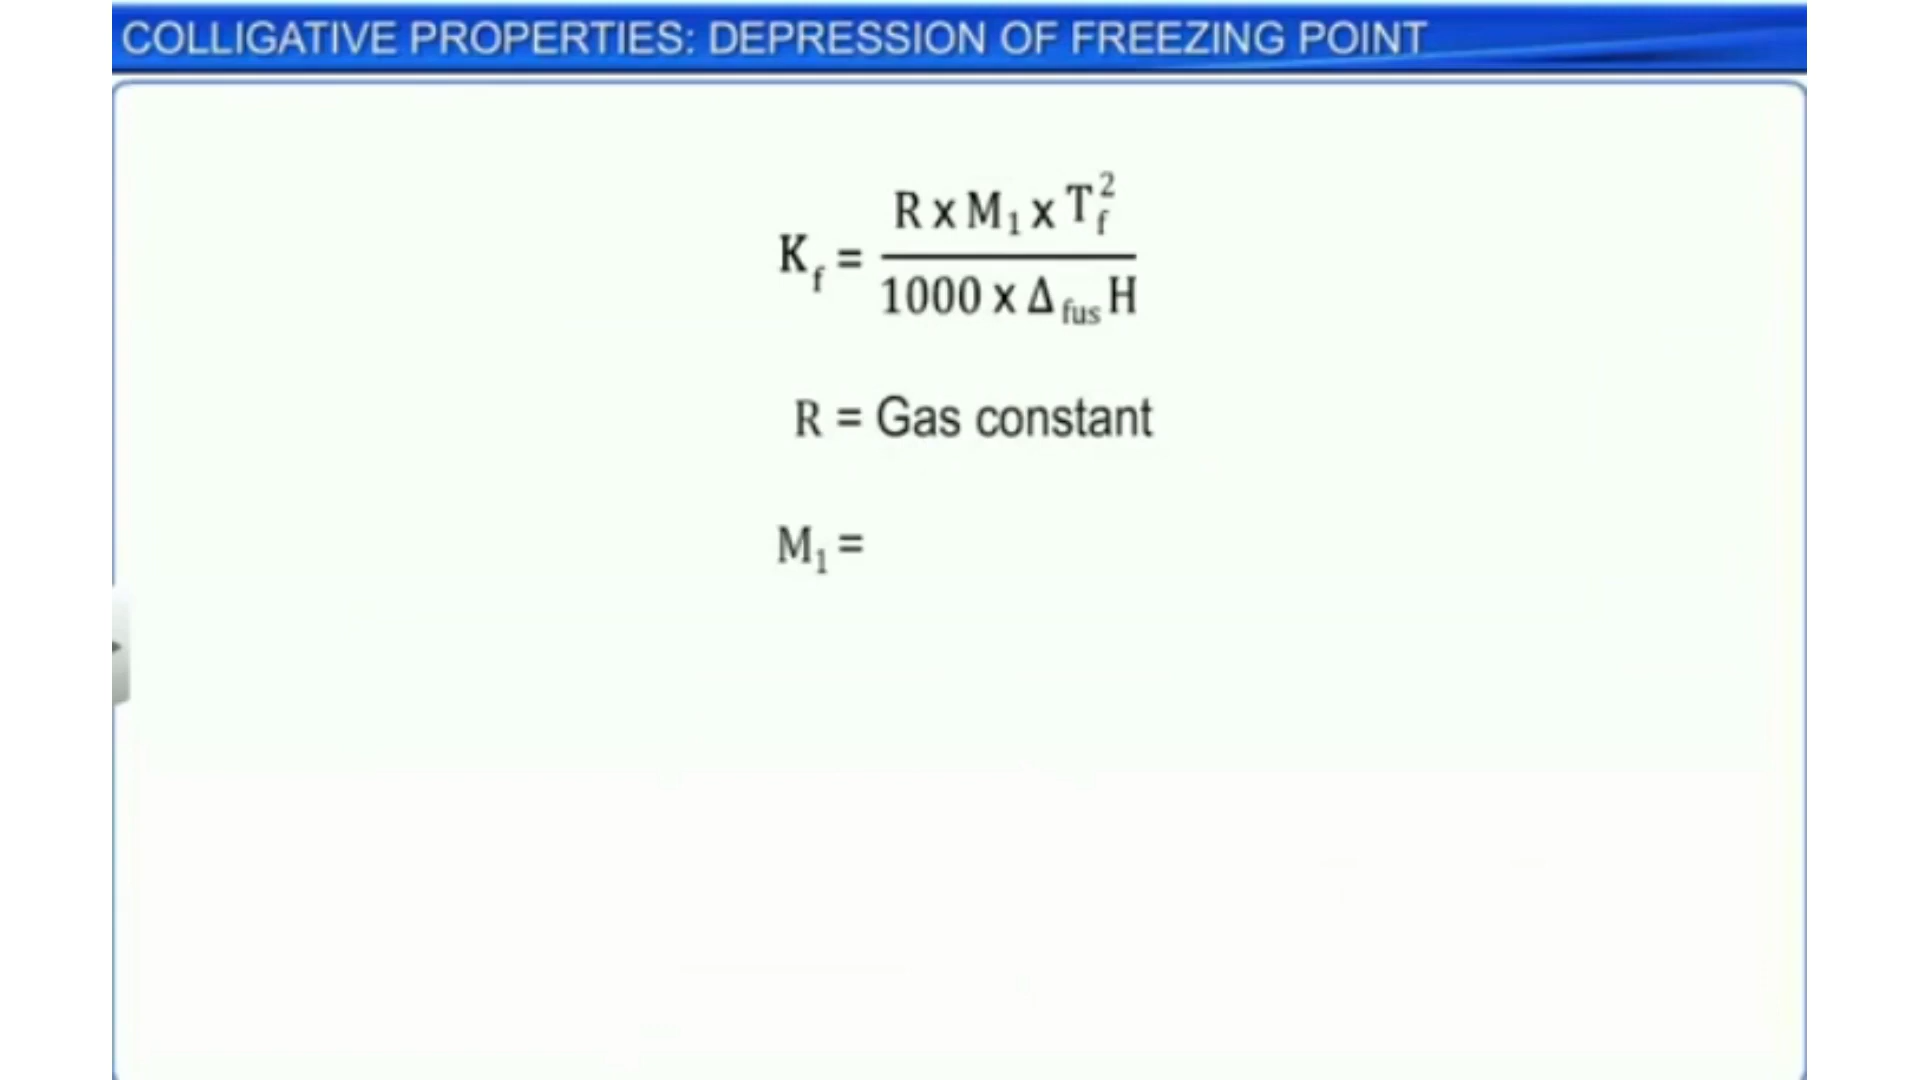 COLLIGATIVE PROPERTIES: DEPRESSION OF FREEZING POINT
K_f = (R x M_1 x T_f^2) / (1000 x Δ_fus H)
R = Gas constant
M_1 =